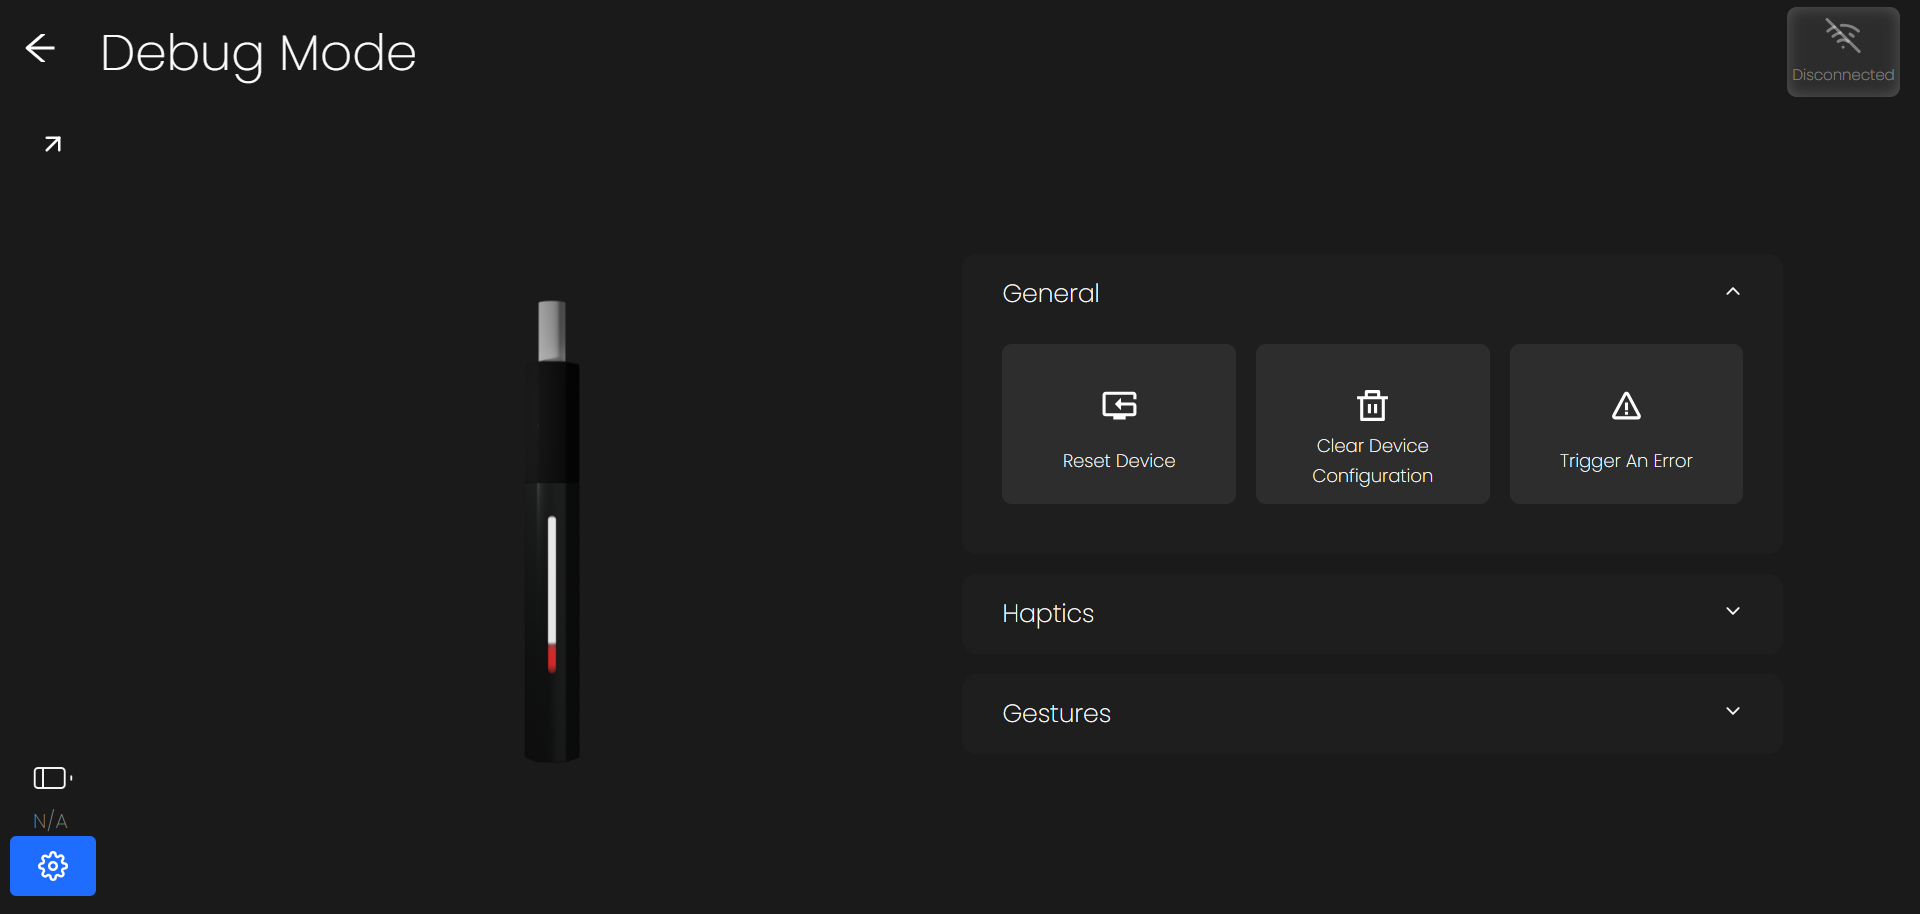 Debug Mode
Disconnected
General
Reset Device
Clear Device
Configuration
Trigger An Error
Haptics
Gestures
N/A